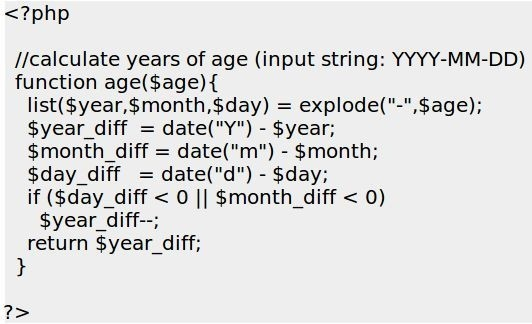 <?php
//calculate years of age (input string: YYYY-MM-DD)
function age($age){
list($year,$month,$day) = explode("-",$age);
$year_diff  = date("Y") - $year;
$month_diff = date("m") - $month;
$day_diff   = date("d") - $day;
if ($day_diff < 0 || $month_diff < 0)
$year_diff--;
return $year_diff;
}
?>